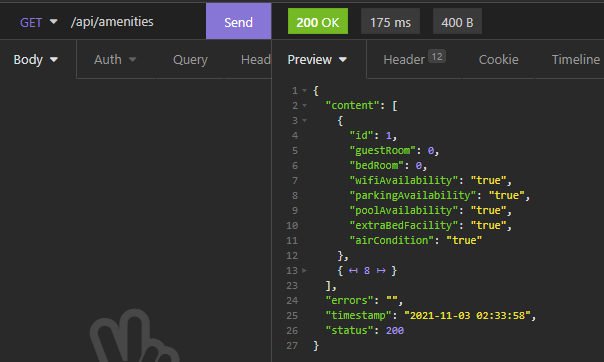 GET /api/amenities Send 200 OK 175 ms 400 B
Body Auth Query Head Preview Header 12 Cookie Timeline
1 {
2 "content": [
3 {
4 "id": 1,
5 "guestRoom": 0,
6 "bedRoom": 0,
7 "wifiAvailability": "true",
8 "parkingAvailability": "true",
9 "poolAvailability": "true",
10 "extraBedFacility": "true",
11 "airCondition": "true"
12 },
13 { ↔ 8 ↦ }
23 ],
24 "errors": "",
25 "timestamp": "2021-11-03 02:33:58",
26 "status": 200
27 }